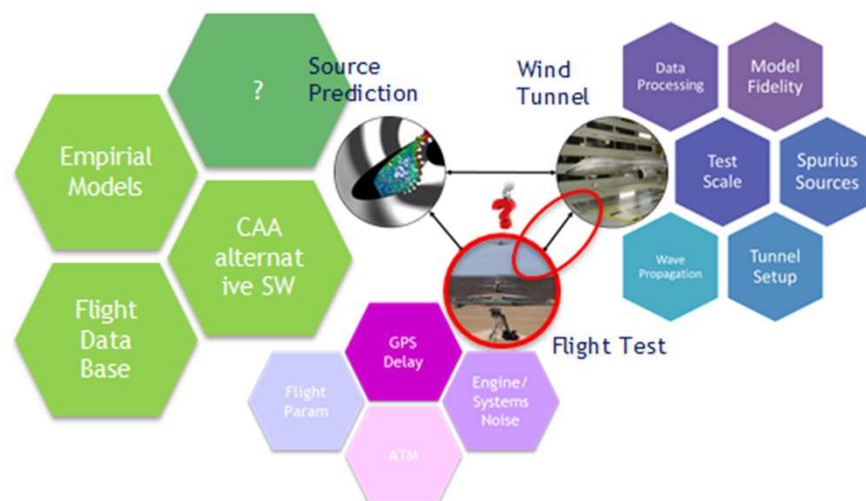 ?
Empirial
Models
CAA
alternat
ive SW
Flight
Data
Base
Source
Prediction
Wind
Tunnel
?
Flight Test
Data
Processing
Model
Fidelity
Test
Scale
Spurius
Sources
Wave
Propagation
Tunnel
Setup
GPS
Delay
Flight
Param
Engine/
Systems
Noise
ATM